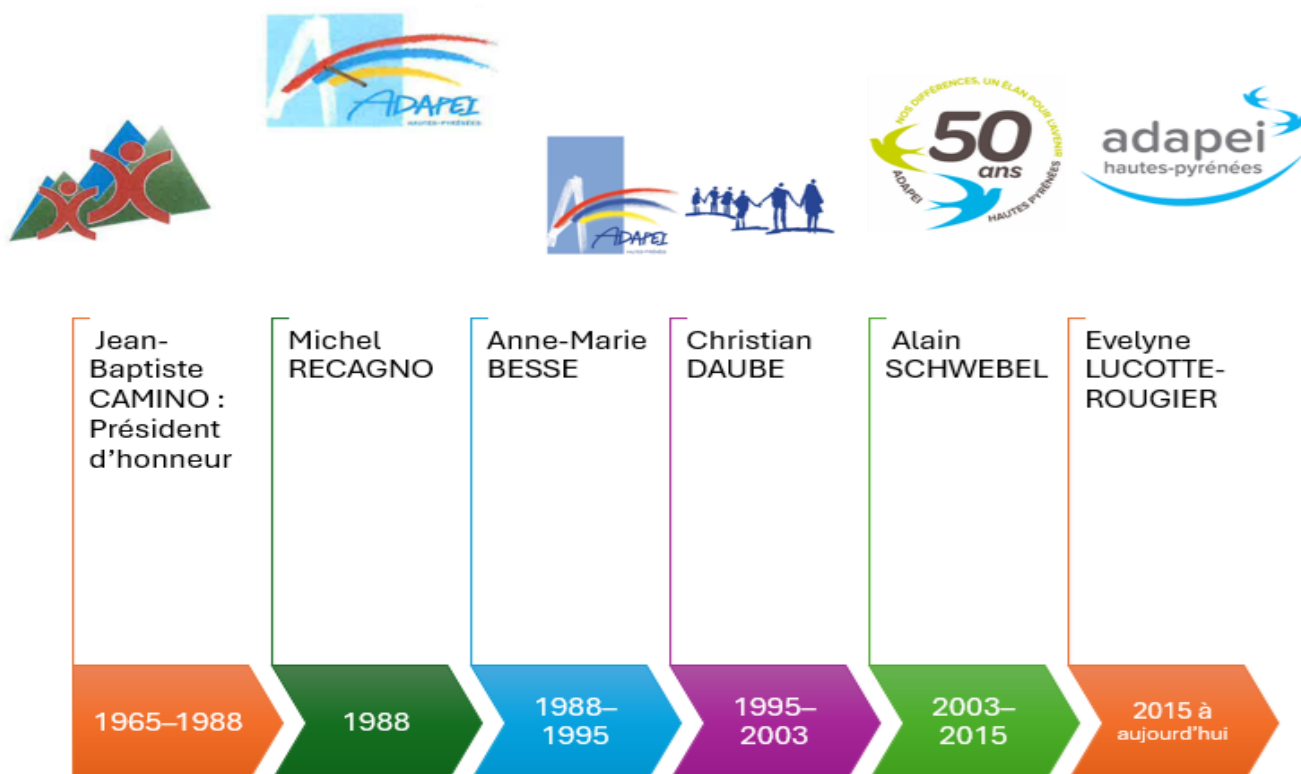 ADAPEI
HAUTES-PYRÉNÉES
ADAPEI
HAUTES-PYRÉNÉES
NOS DIFFÉRENCES, UN ÉLAN POUR L'AVENIR
50
ans
ADAPEI
HAUTES PYRÉNÉES
adapei
hautes-pyrénées
Jean-
Baptiste
CAMINO :
Président
d'honneur
Michel
RECAGNO
Anne-Marie
BESSE
Christian
DAUBE
Alain
SCHWEBEL
Evelyne
LUCOTTE-
ROUGIER
1965–1988
1988
1988–
1995
1995–
2003
2003–
2015
2015 à
aujourd'hui